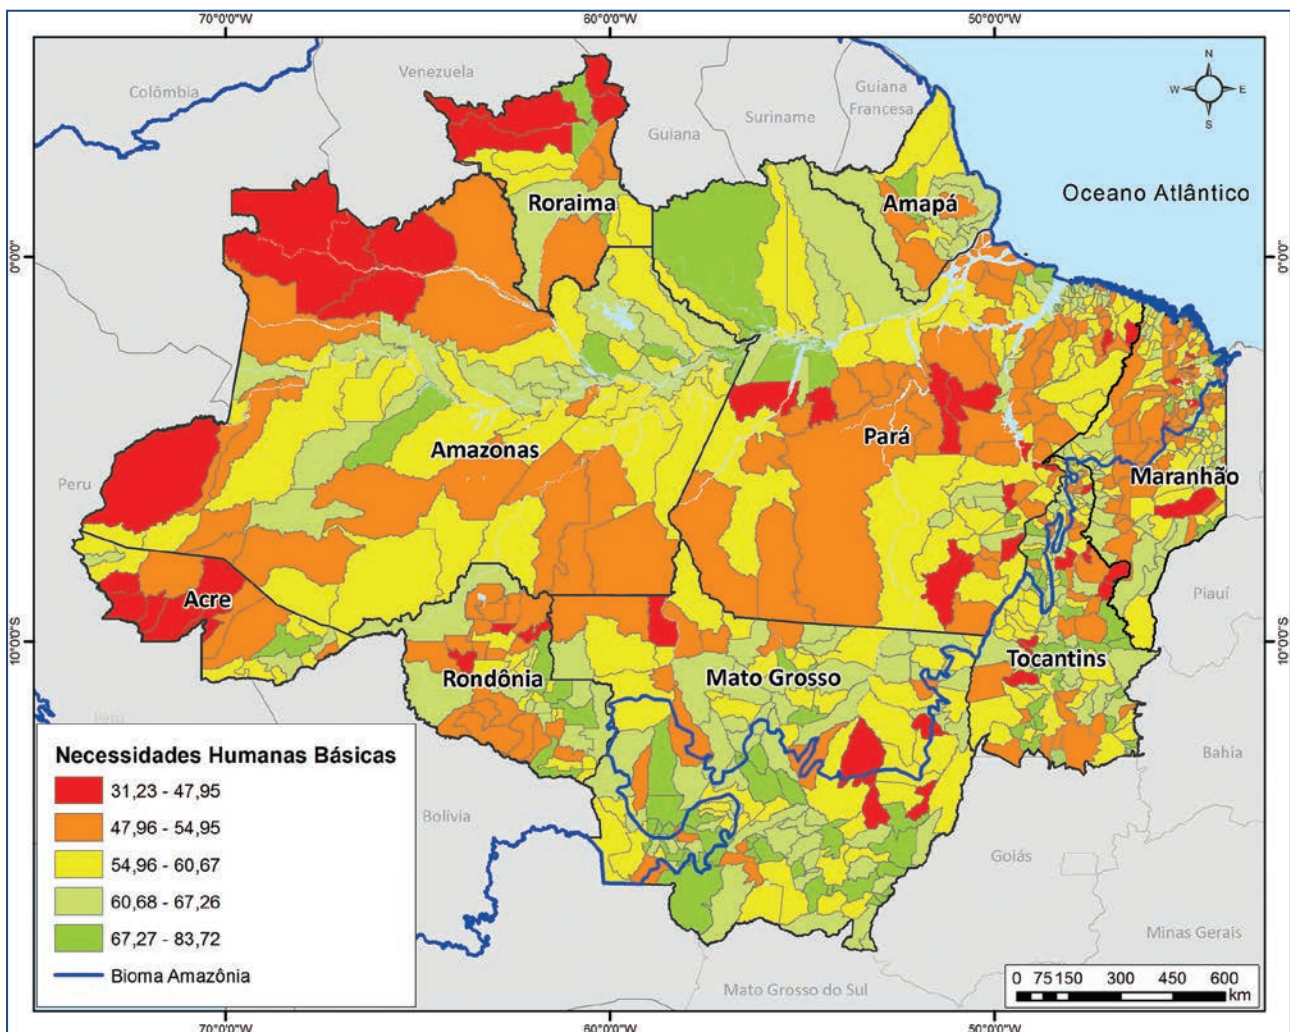 70°0'0"W
60°0'0"W
50°0'0"W
Colômbia
Venezuela
Guiana
Suriname
Guiana
Francesa
N
W
E
S
Oceano Atlântico
Roraima
Amapá
0°0'0"
0°0'0"
Amazonas
Pará
Maranhão
Peru
Piauí
Acre
10°0'0"S
10°0'0"S
Rondônia
Mato Grosso
Tocantins
Peru
Bahia
Necessidades Humanas Básicas
31,23 - 47,95
47,96 - 54,95
54,96 - 60,67
60,68 - 67,26
67,27 - 83,72
Bioma Amazônia
Bolívia
Goiás
Minas Gerais
Mato Grosso do Sul
0 75 150 300 450 600
km
70°0'0"W
60°0'0"W
50°0'0"W